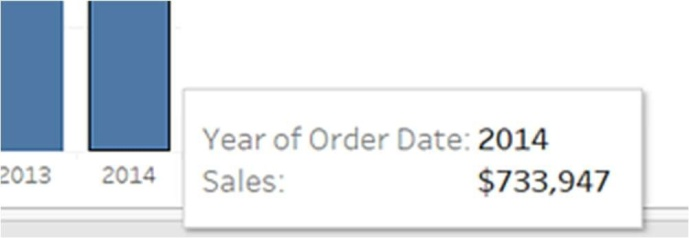 Year of Order Date: 2014
Sales: $733,947
2013 2014